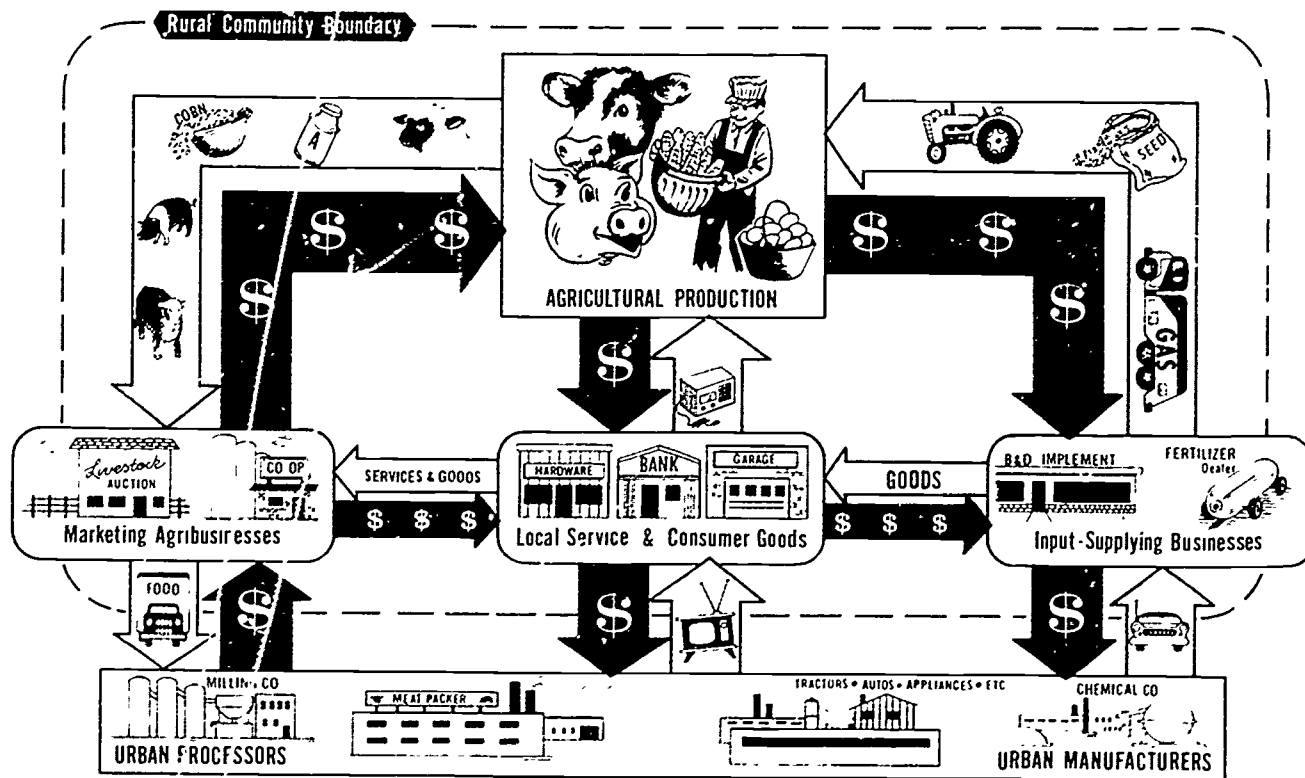 Rural Community Boundary
CORN
A
SEED
$ $
$ $
AGRICULTURAL PRODUCTION
$
$
$
GAS
Livestock
AUCTION
CO OP
Marketing Agribusinesses
SERVICES & GOODS
$ $ $
HARDWARE
BANK
GARAGE
Local Service & Consumer Goods
GOODS
$ $ $
B&D IMPLEMENT
FERTILIZER
Dealer
Input-Supplying Businesses
FOOD
$
$
$
MILLING CO
MEAT PACKER
TRACTORS • AUTOS • APPLIANCES • ETC
CHEMICAL CO
URBAN PROCESSORS
URBAN MANUFACTURERS